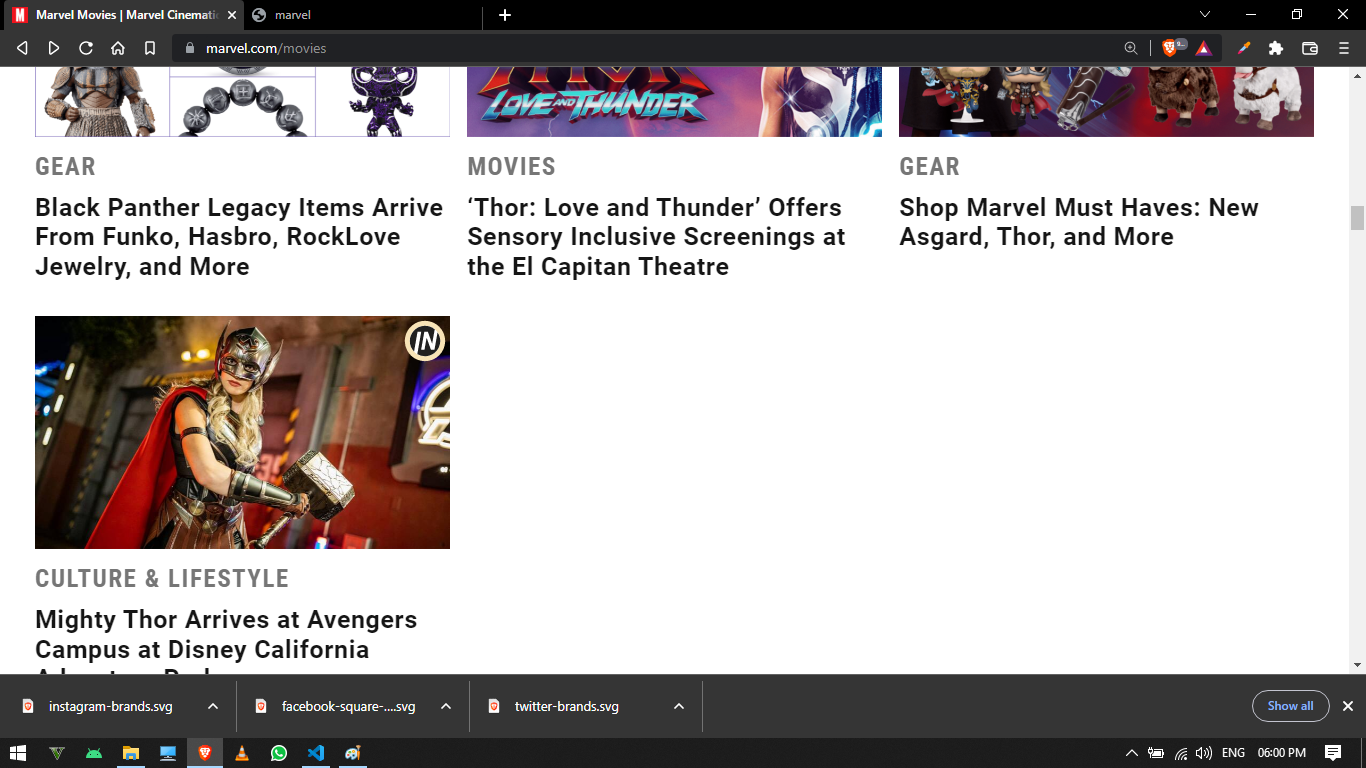 Marvel Movies | Marvel Cinematic
marvel
marvel.com/movies
LOVE AND THUNDER
GEAR
Black Panther Legacy Items Arrive
From Funko, Hasbro, RockLove
Jewelry, and More
MOVIES
‘Thor: Love and Thunder’ Offers
Sensory Inclusive Screenings at
the El Capitan Theatre
GEAR
Shop Marvel Must Haves: New
Asgard, Thor, and More
JN
CULTURE & LIFESTYLE
Mighty Thor Arrives at Avengers
Campus at Disney California
instagram-brands.svg
facebook-square-....svg
twitter-brands.svg
Show all
ENG
06:00 PM